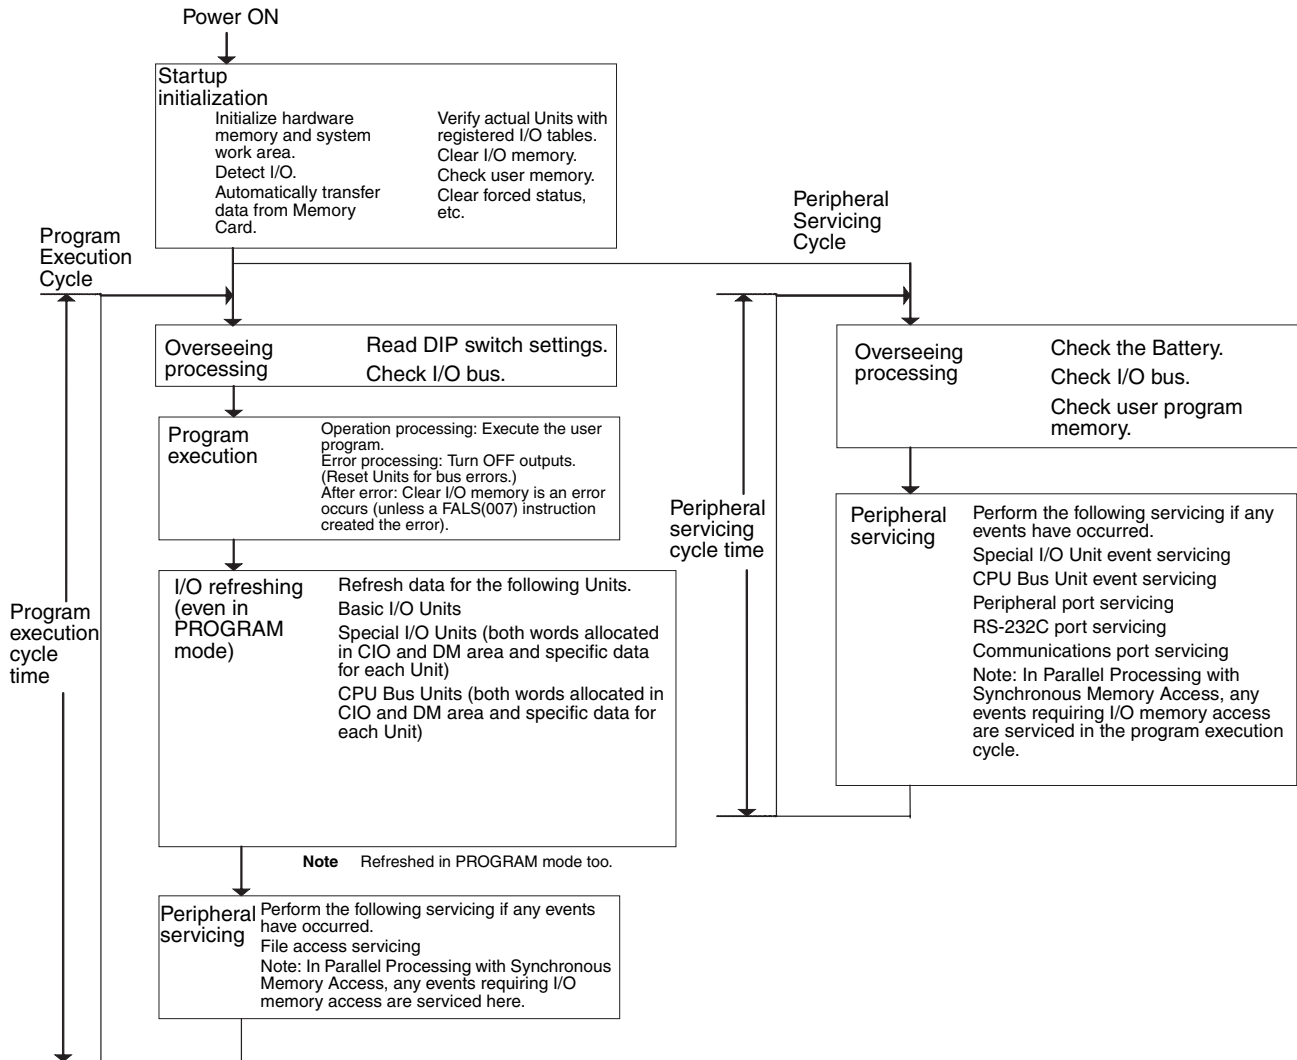 Power ON
Startup
initialization
Initialize hardware
memory and system
work area.
Detect I/O.
Automatically transfer
data from Memory
Card.
Verify actual Units with
registered I/O tables.
Clear I/O memory.
Check user memory.
Clear forced status,
etc.
Program
Execution
Cycle
Peripheral
Servicing
Cycle
Overseeing
processing
Read DIP switch settings.
Check I/O bus.
Program
execution
Operation processing: Execute the user
program.
Error processing: Turn OFF outputs.
(Reset Units for bus errors.)
After error: Clear I/O memory is an error
occurs (unless a FALS(007) instruction
created the error).
Program
execution
cycle
time
I/O refreshing
(even in
PROGRAM
mode)
Refresh data for the following Units.
Basic I/O Units
Special I/O Units (both words allocated
in CIO and DM area and specific data
for each Unit)
CPU Bus Units (both words allocated in
CIO and DM area and specific data for
each Unit)
Note Refreshed in PROGRAM mode too.
Peripheral
servicing
Perform the following servicing if any events
have occurred.
File access servicing
Note: In Parallel Processing with Synchronous
Memory Access, any events requiring I/O
memory access are serviced here.
Overseeing
processing
Check the Battery.
Check I/O bus.
Check user program
memory.
Peripheral
servicing
cycle time
Peripheral
servicing
Perform the following servicing if any
events have occurred.
Special I/O Unit event servicing
CPU Bus Unit event servicing
Peripheral port servicing
RS-232C port servicing
Communications port servicing
Note: In Parallel Processing with
Synchronous Memory Access, any
events requiring I/O memory access
are serviced in the program execution
cycle.